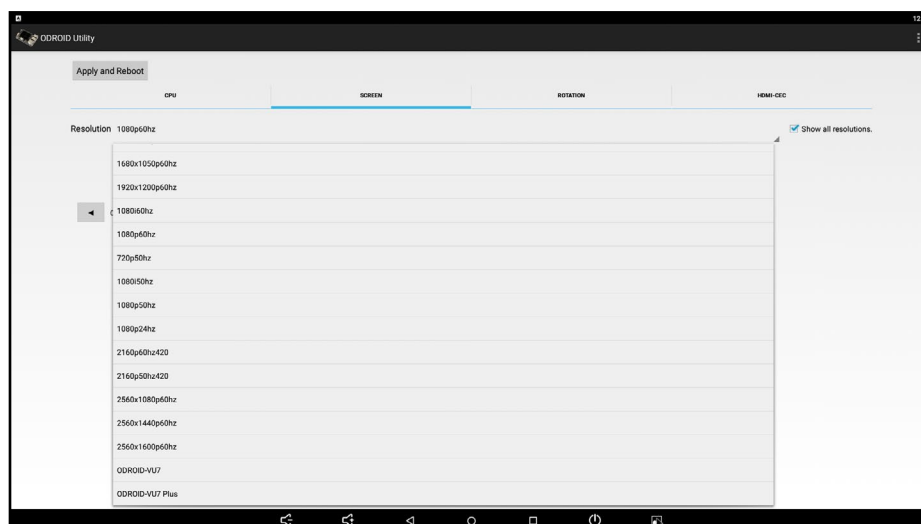 12
ODROID Utility
Apply and Reboot
CPU SCREEN ROTATION HDMI-CEC
Resolution 1080p60hz Show all resolutions.
1680x1050p60hz
1920x1200p60hz
1080i60hz
1080p60hz
720p50hz
1080i50hz
1080p50hz
1080p24hz
2160p60hz420
2160p50hz420
2560x1080p60hz
2560x1440p60hz
2560x1600p60hz
ODROID-VU7
ODROID-VU7 Plus